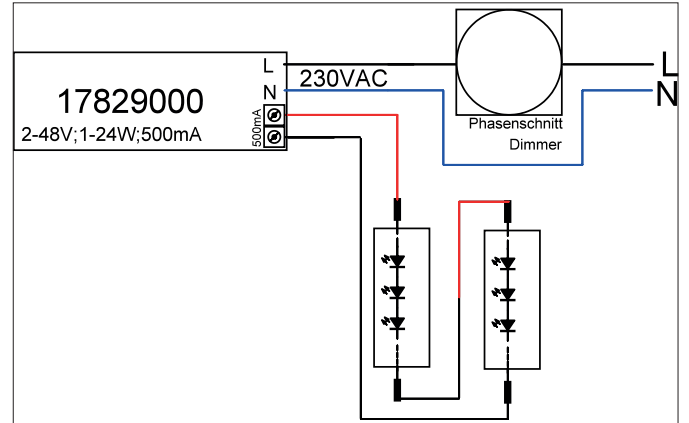 L
L
230VAC
N
N
17829000
2-48V;1-24W;500mA
500mA
Phasenschnitt
Dimmer